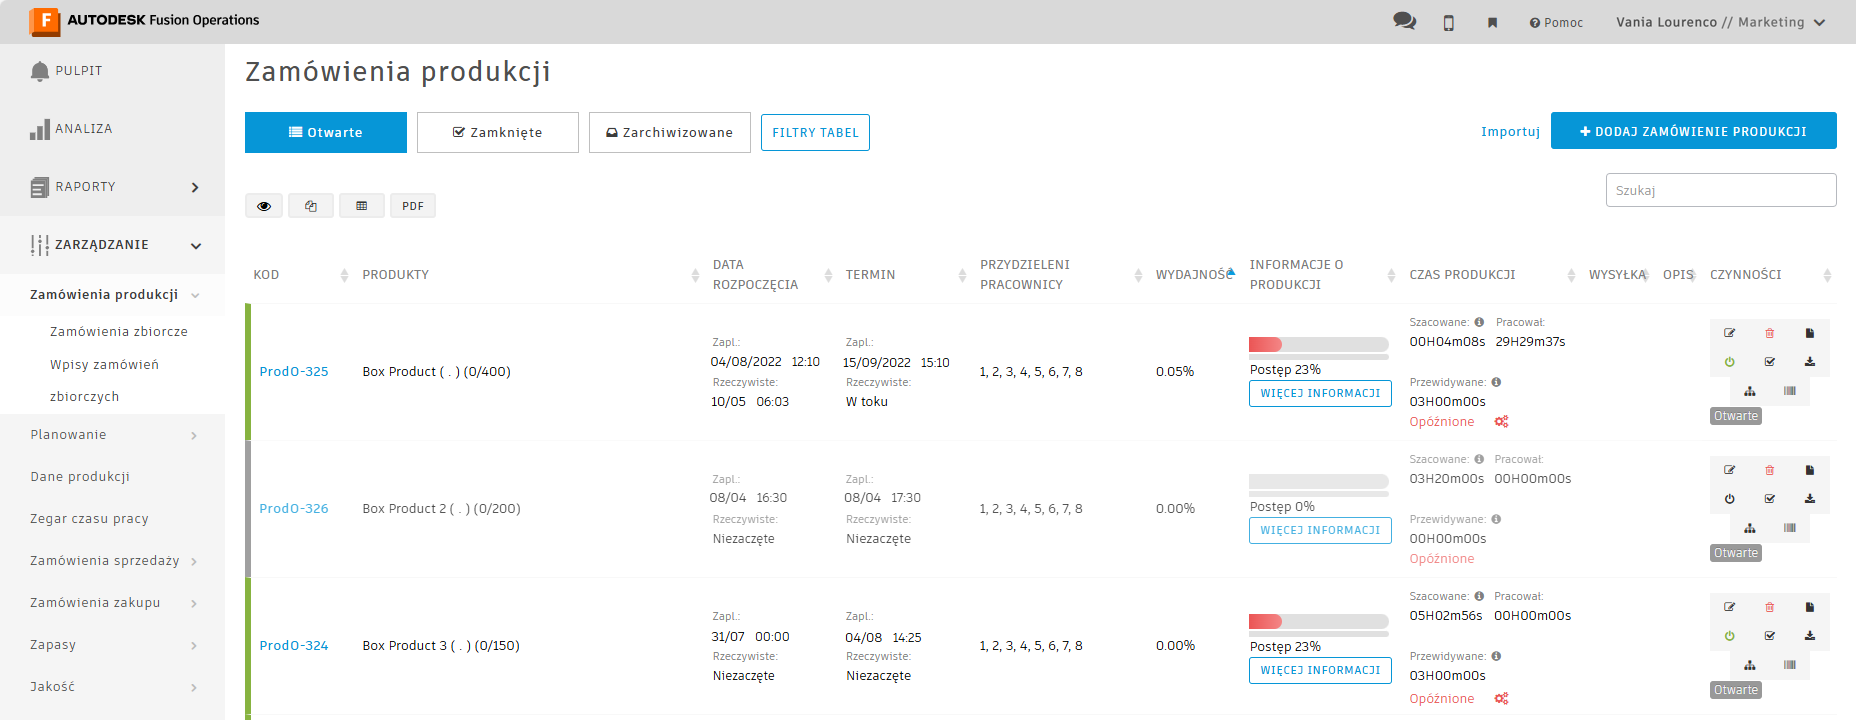 AUTODESK Fusion Operations
Pomoc
Vania Lourenco // Marketing
PULPIT
ANALIZA
RAPORTY
ZARZĄDZANIE
Zamówienia produkcji
Zamówienia zbiorcze
Wpisy zamówień
zbiorczych
Planowanie
Dane produkcji
Zegar czasu pracy
Zamówienia sprzedaży
Zamówienia zakupu
Zapasy
Jakość
Zamówienia produkcji
Otwarte
Zamknięte
Zarchiwizowane
FILTRY TABEL
Importuj
DODAJ ZAMÓWIENIE PRODUKCJI
PDF
Szukaj
KOD
PRODUKTY
DATA
ROZPOCZĘCIA
TERMIN
PRZYDZIELENI
PRACOWNICY
WYDAJNOŚĆ
INFORMACJE O
PRODUKCJI
CZAS PRODUKCJI
WYSYŁKA
OPIS
CZYNNOŚCI
ProdO-325
Box Product ( . ) (0/400)
Zapl.:
04/08/2022 12:10
Rzeczywiste:
10/05 06:03
Zapl.:
15/09/2022 15:10
Rzeczywiste:
W toku
1, 2, 3, 4, 5, 6, 7, 8
0.05%
Postęp 23%
WIĘCEJ INFORMACJI
Szacowane: Pracował:
00H04m08s 29H29m37s
Przewidywane:
03H00m00s
Opóźnione
Otwarte
ProdO-326
Box Product 2 ( . ) (0/200)
Zapl.:
08/04 16:30
Rzeczywiste:
Niezaczęte
Zapl.:
08/04 17:30
Rzeczywiste:
Niezaczęte
1, 2, 3, 4, 5, 6, 7, 8
0.00%
Postęp 0%
WIĘCEJ INFORMACJI
Szacowane: Pracował:
03H20m00s 00H00m00s
Przewidywane:
00H00m00s
Opóźnione
Otwarte
ProdO-324
Box Product 3 ( . ) (0/150)
Zapl.:
31/07 00:00
Rzeczywiste:
Niezaczęte
Zapl.:
04/08 14:25
Rzeczywiste:
Niezaczęte
1, 2, 3, 4, 5, 6, 7, 8
0.00%
Postęp 23%
WIĘCEJ INFORMACJI
Szacowane: Pracował:
05H02m56s 00H00m00s
Przewidywane:
03H00m00s
Opóźnione
Otwarte